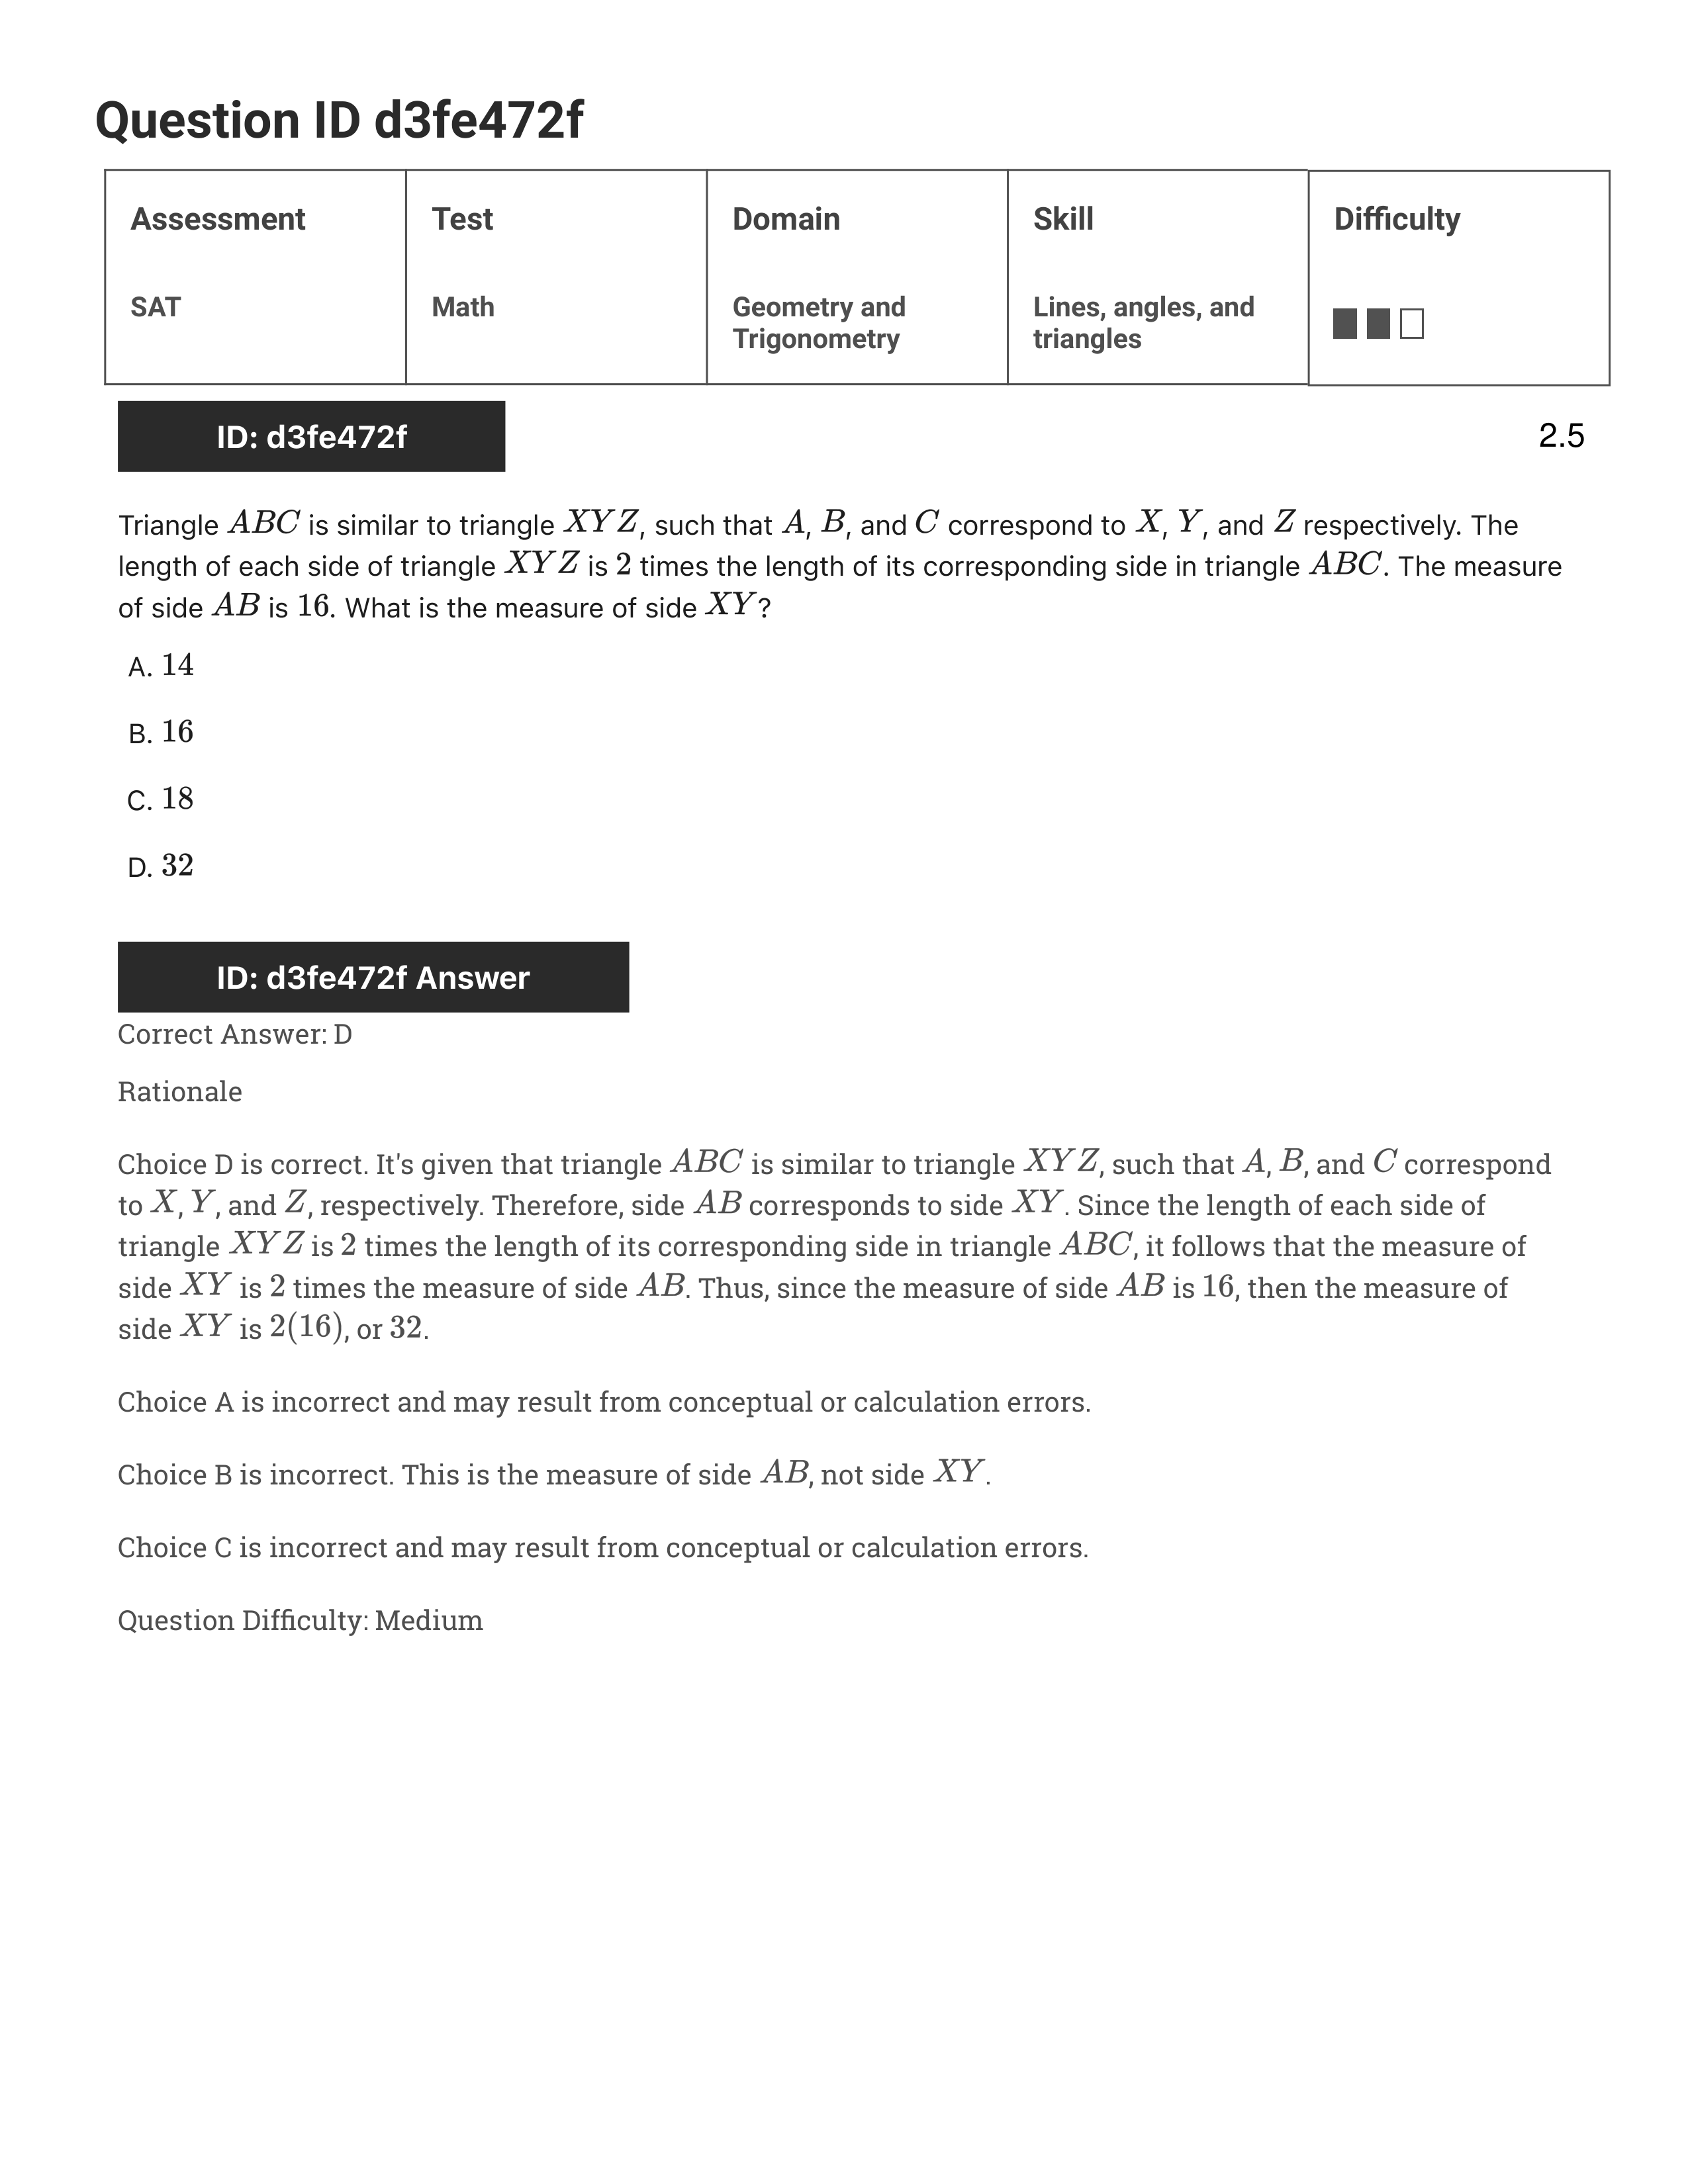 Question ID d3fe472f
Assessment
Test
Domain
Skill
Difficulty
SAT
Math
Geometry and
Trigonometry
Lines, angles, and
triangles
ID: d3fe472f
2.5
Triangle ABC is similar to triangle XYZ, such that A, B, and C correspond to X, Y, and Z respectively. The
length of each side of triangle XYZ is 2 times the length of its corresponding side in triangle ABC. The measure
of side AB is 16. What is the measure of side XY?
A. 14
B. 16
C. 18
D. 32
ID: d3fe472f Answer
Correct Answer: D
Rationale
Choice D is correct. It's given that triangle ABC is similar to triangle XYZ, such that A, B, and C correspond
to X, Y, and Z, respectively. Therefore, side AB corresponds to side XY. Since the length of each side of
triangle XYZ is 2 times the length of its corresponding side in triangle ABC, it follows that the measure of
side XY is 2 times the measure of side AB. Thus, since the measure of side AB is 16, then the measure of
side XY is 2(16), or 32.
Choice A is incorrect and may result from conceptual or calculation errors.
Choice B is incorrect. This is the measure of side AB, not side XY.
Choice C is incorrect and may result from conceptual or calculation errors.
Question Difficulty: Medium